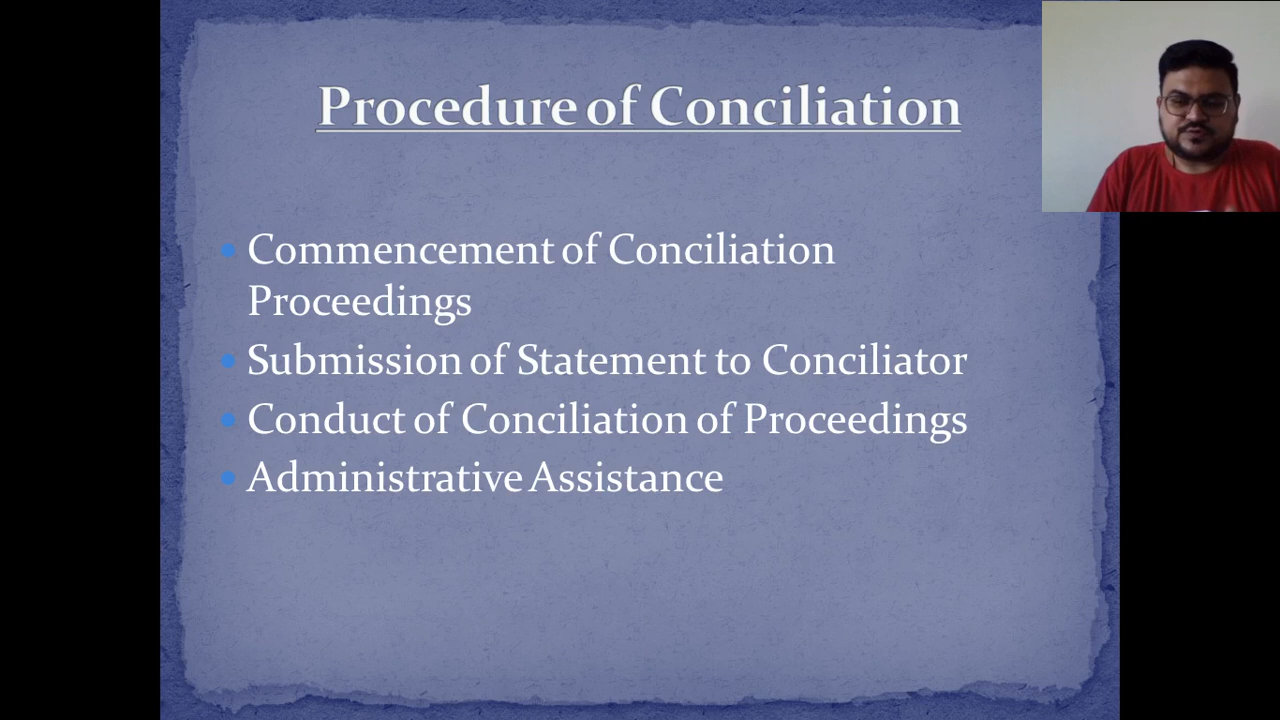 Procedure of Conciliation
Commencement of Conciliation
Proceedings
Submission of Statement to Conciliator
Conduct of Conciliation of Proceedings
Administrative Assistance